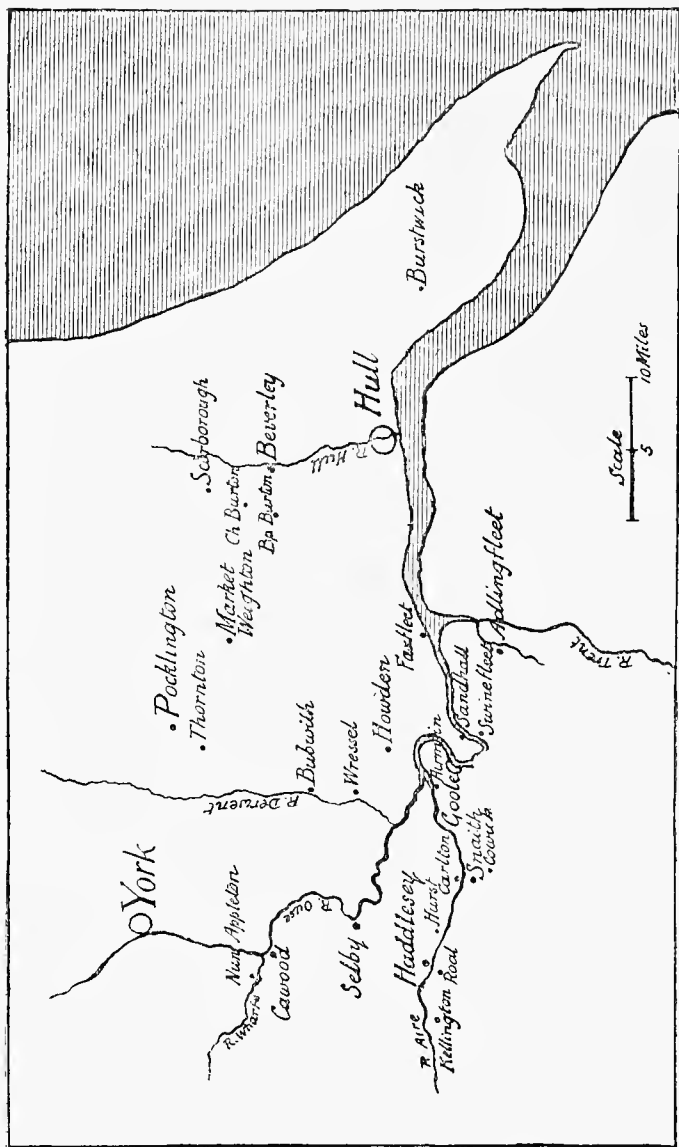 York
Nun Appleton
R. Wharfe
Cawood
R. Ouse
Selby
R. Derwent
Pocklington
Thornton
Market
Weighton
Bubwith
Wressel
Howden
Scorborough
Ch Burton
Bp Burton
Beverley
R. Hull
Hull
Burstwick
Faxfleet
Sandhall
Swinefleet
Adlingfleet
R. Trent
Airmyn
Goole
Haddlesey
Hurst
Carlton
Snaith
Cowick
R. Aire
Kellington
Roal
Scale
5
10 Miles